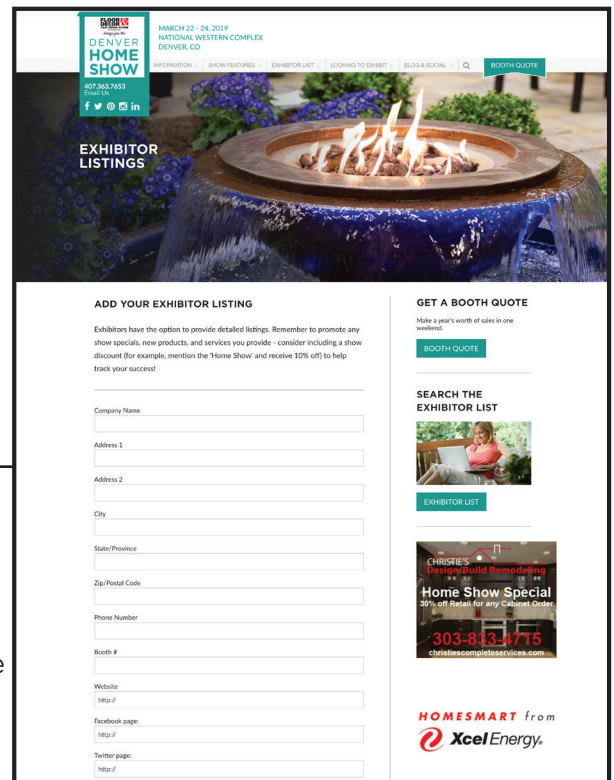 FLOOR
DECOR
brings you the
DENVER
HOME
SHOW
407.363.7653
Email Us
MARCH 22 - 24, 2019
NATIONAL WESTERN COMPLEX
DENVER, CO
INFORMATION
SHOW FEATURES
EXHIBITOR LIST
LOOKING TO EXHIBIT
BLOG & SOCIAL
BOOTH QUOTE
EXHIBITOR
LISTINGS
ADD YOUR EXHIBITOR LISTING
Exhibitors have the option to provide detailed listings. Remember to promote any
show specials, new products, and services you provide - consider including a show
discount (for example, mention the 'Home Show' and receive 10% off) to help
track your success!
Company Name
Address 1
Address 2
City
State/Province
Zip/Postal Code
Phone Number
Booth #
Website
http://
Facebook page:
http://
Twitter page:
http://
GET A BOOTH QUOTE
Make a year's worth of sales in one
weekend.
BOOTH QUOTE
SEARCH THE
EXHIBITOR LIST
EXHIBITOR LIST
CHRISTIE'S
Design/Build Remodeling
Home Show Special
30% off Retail for any Cabinet Order
303-833-4715
christiescompleteservices.com
HOMESMART from
Xcel Energy®
e